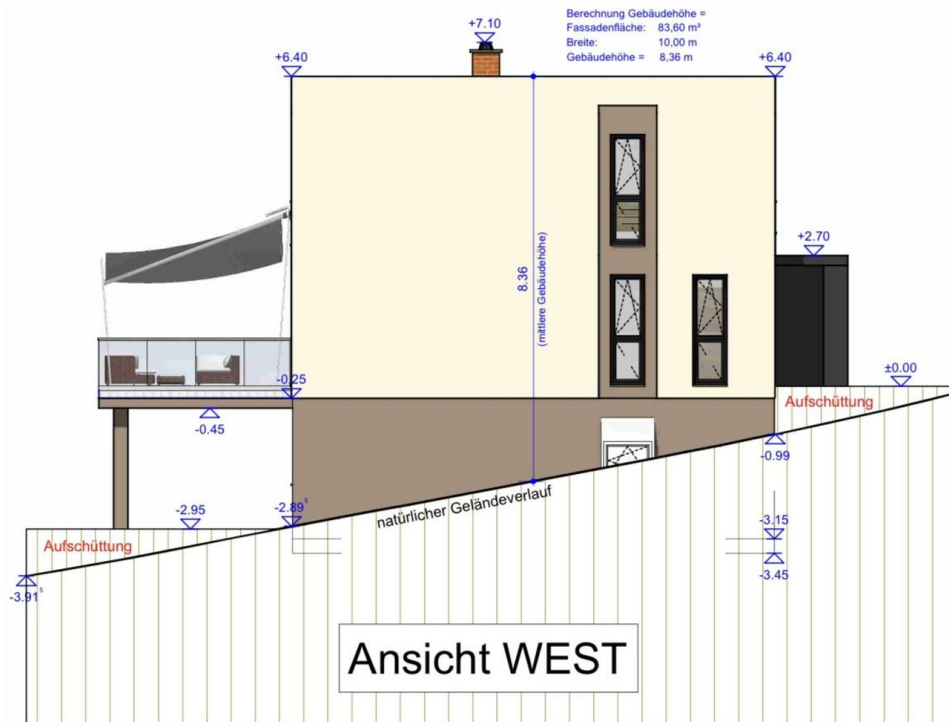 Berechnung Gebäudehöhe =
Fassadenfläche: 83,60 m²
Breite: 10,00 m
Gebäudehöhe = 8,36 m
+7.10
+6.40
+6.40
8.36
(mittlere Gebäudehöhe)
+2.70
±0.00
-0.25
Aufschüttung
-0.45
-0.99
natürlicher Geländeverlauf
-2.89⁵
-2.95
-3.15
Aufschüttung
-3.45
-3.91⁵
Ansicht WEST